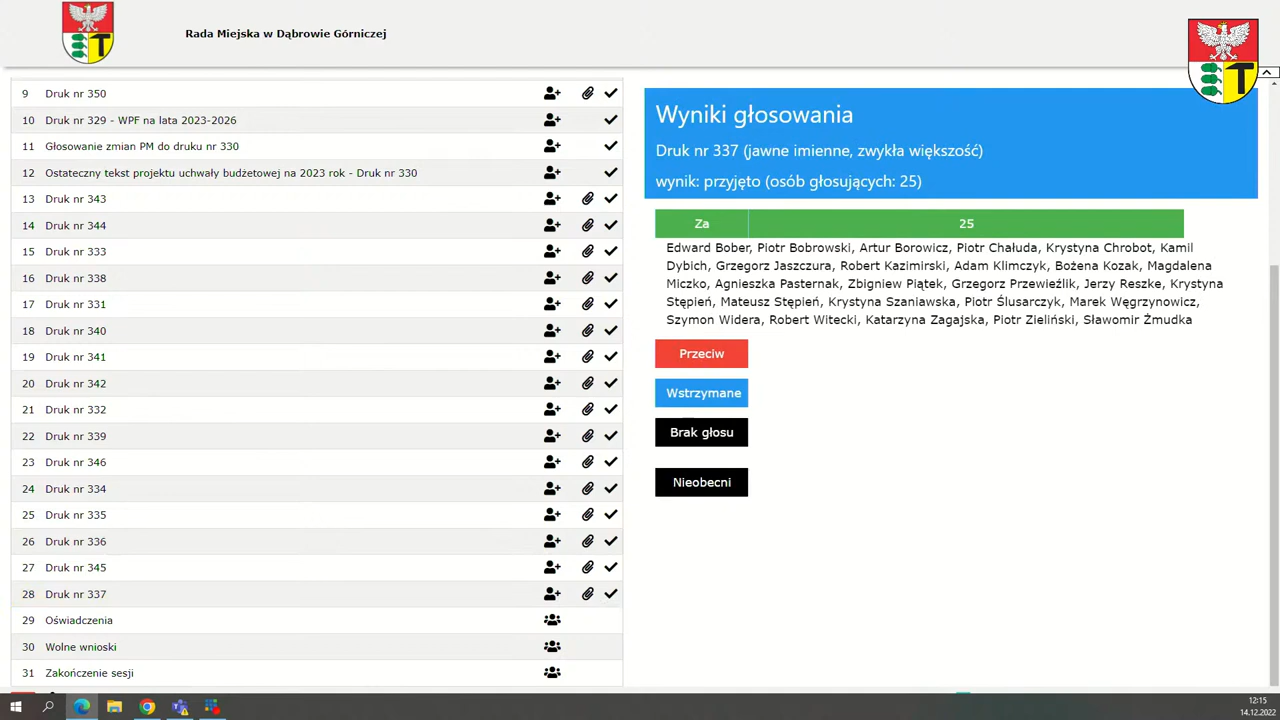 Rada Miejska w Dąbrowie Górniczej
9 Druk nr 350
10 Druk nr 329 - WPF na lata 2023-2026
11 Głosowanie zmian PM do druku nr 330
12 Ostateczny tekst projektu uchwały budżetowej na 2023 rok - Druk nr 330
13 Druk nr 343
14 Druk nr 344
15 Druk nr 333
16 Druk nr 338
17 Druk nr 331
18 Druk nr 340
19 Druk nr 341
20 Druk nr 342
21 Druk nr 332
22 Druk nr 339
23 Druk nr 346
24 Druk nr 334
25 Druk nr 335
26 Druk nr 336
27 Druk nr 345
28 Druk nr 337
29 Oświadczenia
30 Wolne wnioski
31 Zakończenie sesji
Wyniki głosowania
Druk nr 337 (jawne imienne, zwykła większość)
wynik: przyjęto (osób głosujących: 25)
Za 25
Edward Bober, Piotr Bobrowski, Artur Borowicz, Piotr Chałuda, Krystyna Chrobot, Kamil
Dybich, Grzegorz Jaszczura, Robert Kazimirski, Adam Klimczyk, Bożena Kozak, Magdalena
Miczko, Agnieszka Pasternak, Zbigniew Piątek, Grzegorz Przewieźlik, Jerzy Reszke, Krystyna
Stępień, Mateusz Stępień, Krystyna Szaniawska, Piotr Ślusarczyk, Marek Węgrzynowicz,
Szymon Widera, Robert Witecki, Katarzyna Zagajska, Piotr Zieliński, Sławomir Żmudka
Przeciw
Wstrzymane
Brak głosu
Nieobecni
12:15
14.12.2022